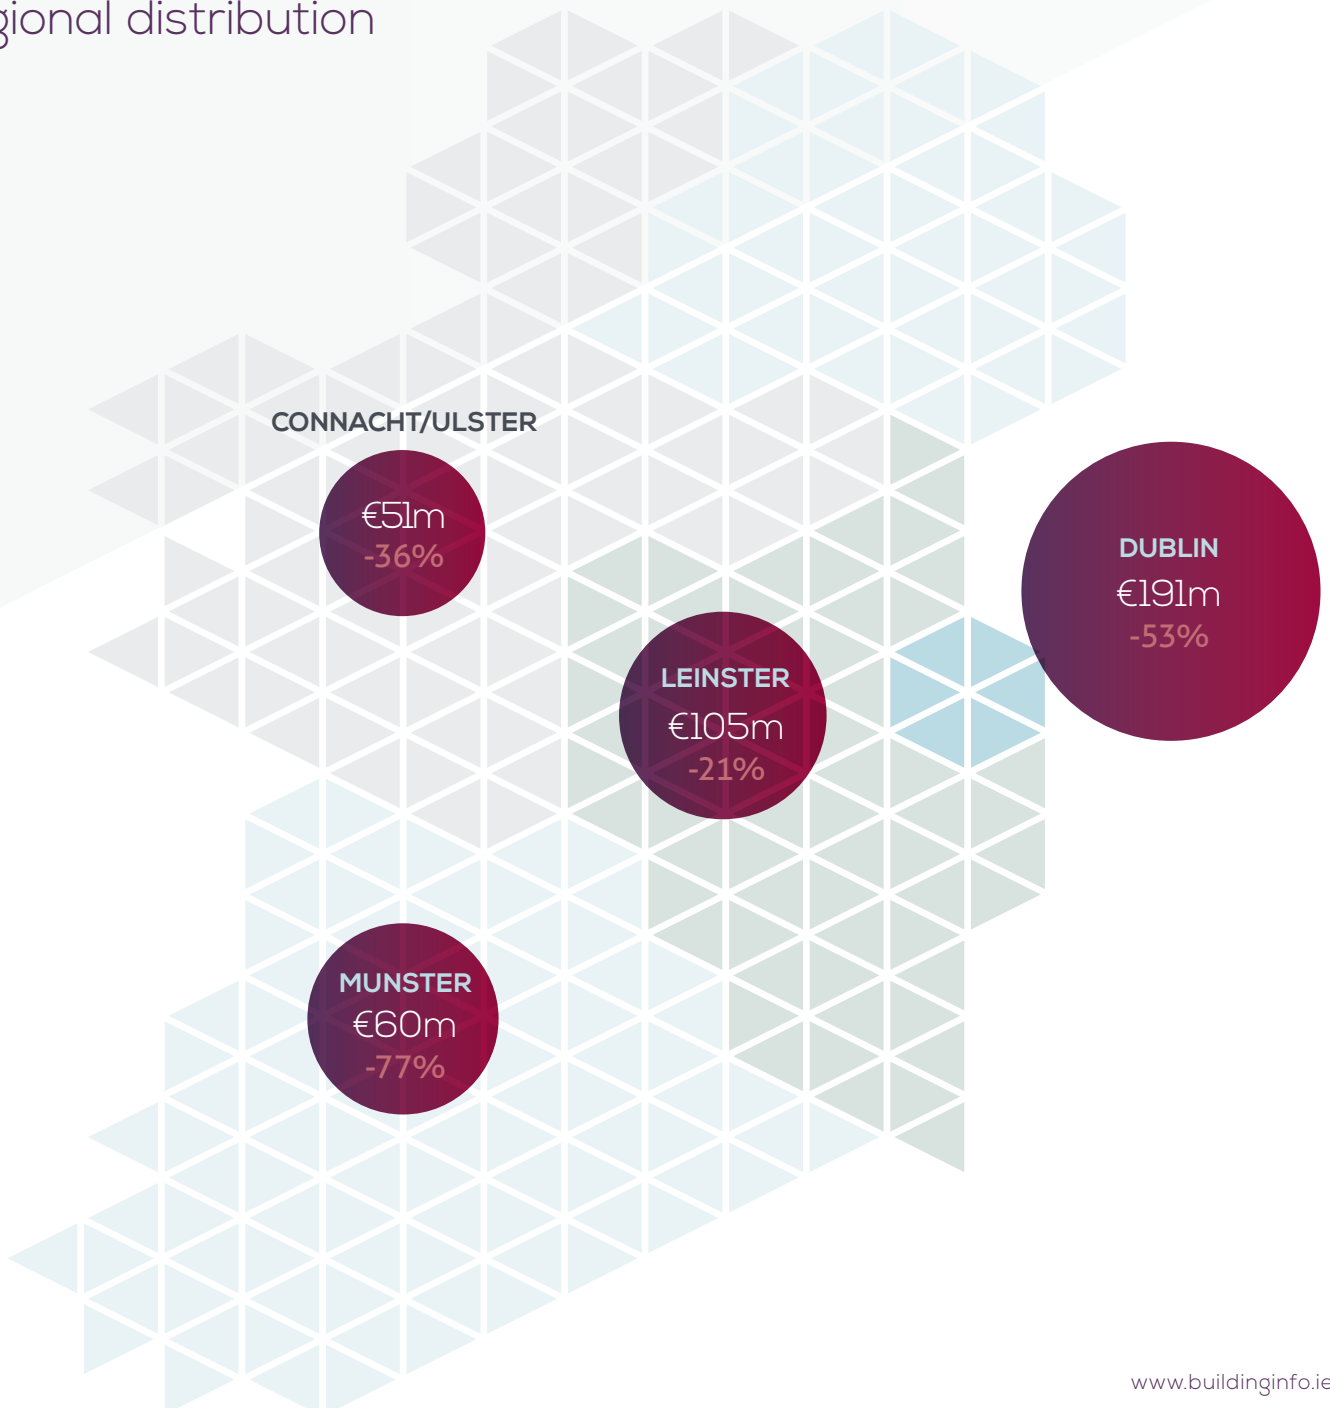 gional distribution
CONNACHT/ULSTER
€51m
-36%
DUBLIN
€191m
-53%
LEINSTER
€105m
-21%
MUNSTER
€60m
-77%
www.buildinginfo.ie